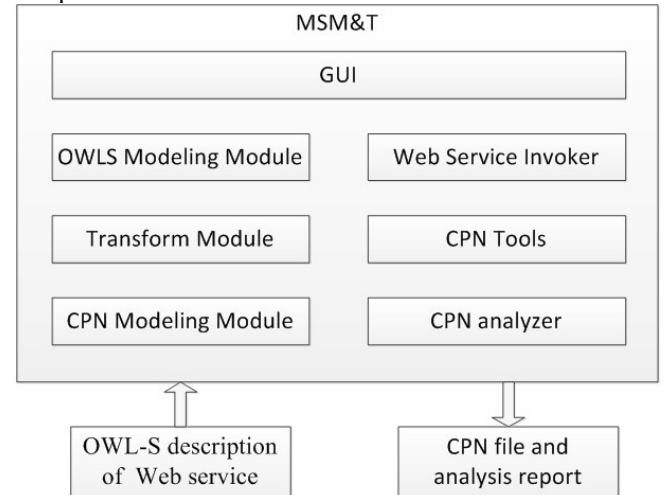 MSM&T
GUI
OWLS Modeling Module
Web Service Invoker
Transform Module
CPN Tools
CPN Modeling Module
CPN analyzer
OWL-S description
of Web service
CPN file and
analysis report